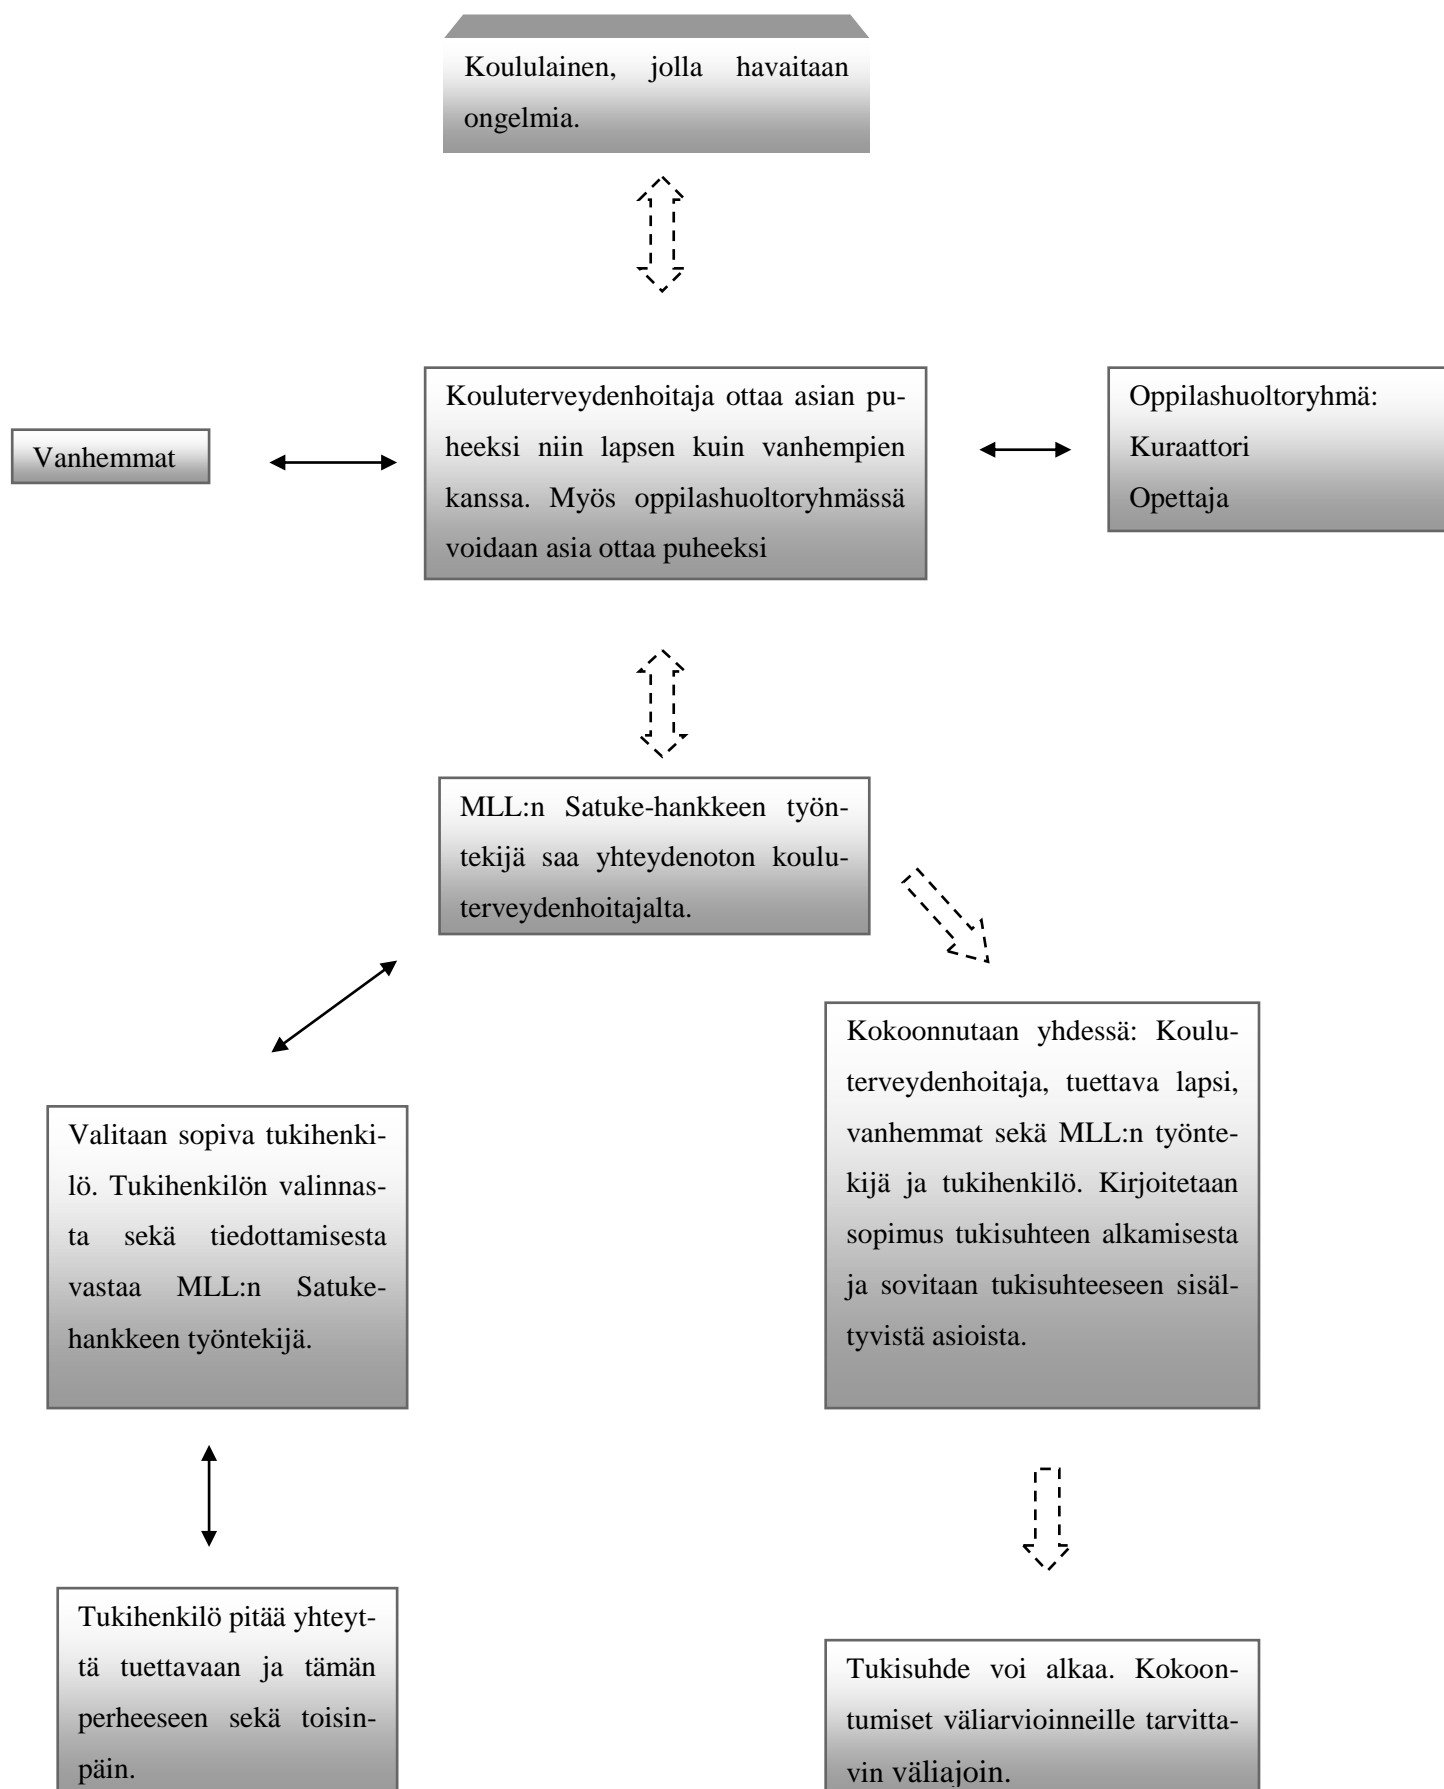 Koululainen, jolla havaitaan
ongelmia.
Vanhemmat
Kouluterveydenhoitaja ottaa asian pu-
heeksi niin lapsen kuin vanhempien
kanssa. Myös oppilashuoltoryhmässä
voidaan asia ottaa puheeksi
Oppilashuoltoryhmä:
Kuraattori
Opettaja
MLL:n Satuke-hankkeen työn-
tekijä saa yhteydenoton koulu-
terveydenhoitajalta.
Valitaan sopiva tukihenki-
lö. Tukihenkilön valinnas-
ta sekä tiedottamisesta
vastaa MLL:n Satuke-
hankkeen työntekijä.
Kokoonnutaan yhdessä: Koulu-
terveydenhoitaja, tuettava lapsi,
vanhemmat sekä MLL:n työnte-
kijä ja tukihenkilö. Kirjoitetaan
sopimus tukisuhteen alkamisesta
ja sovitaan tukisuhteeseen sisäl-
tyvistä asioista.
Tukihenkilö pitää yhteyt-
tä tuettavaan ja tämän
perheeseen sekä toisin-
päin.
Tukisuhde voi alkaa. Kokoon-
tumiset väliarvioinneille tarvitta-
vin väliajoin.